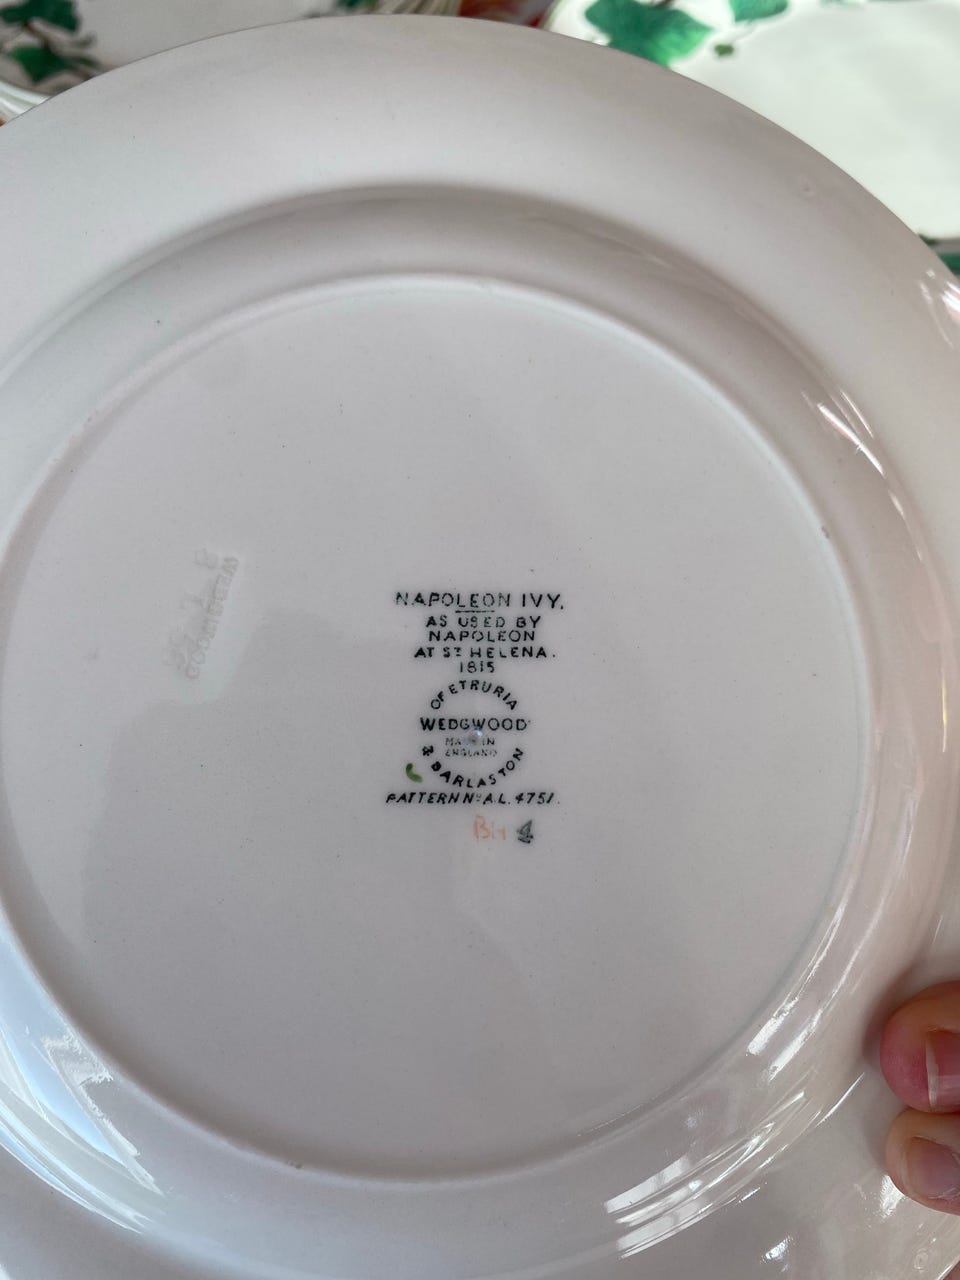 NAPOLEON IVY.
AS USED BY
NAPOLEON
AT ST HELENA.
1815
OF ETRURIA
WEDGWOOD
MADE IN
ENGLAND
& BARLASTON
PATTERN No A.L. 4751.
BH 4
WEDGWOOD